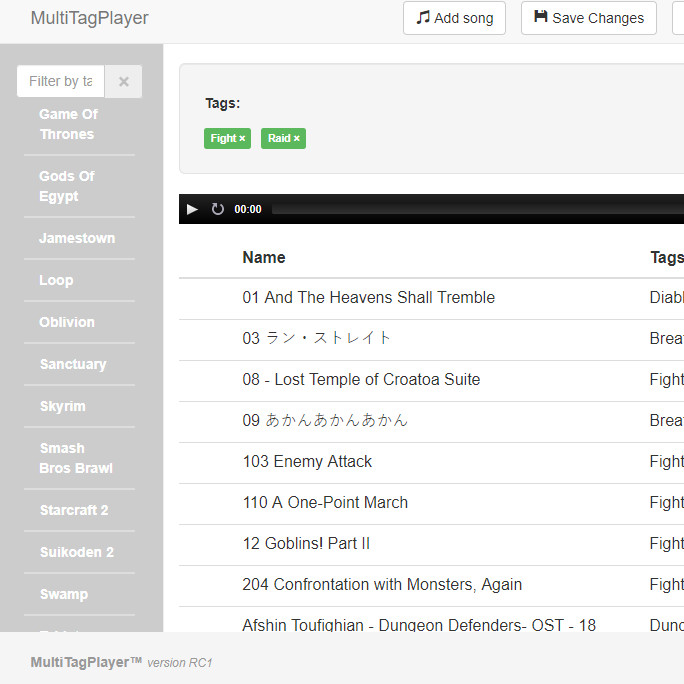 MultiTagPlayer
Add song
Save Changes
Filter by ta
×
Game Of
Thrones
Gods Of
Egypt
Jamestown
Loop
Oblivion
Sanctuary
Skyrim
Smash
Bros Brawl
Starcraft 2
Suikoden 2
Swamp
Tags:
Fight × Raid ×
00:00
Name Tags
01 And The Heavens Shall Tremble Diabl
03 ラン・ストレイト Brea
08 - Lost Temple of Croatoa Suite Fight
09 あかんあかんあかん Brea
103 Enemy Attack Fight
110 A One-Point March Fight
12 Goblins! Part II Fight
204 Confrontation with Monsters, Again Fight
Afshin Toufighian - Dungeon Defenders- OST - 18 Dung
MultiTagPlayer™ version RC1